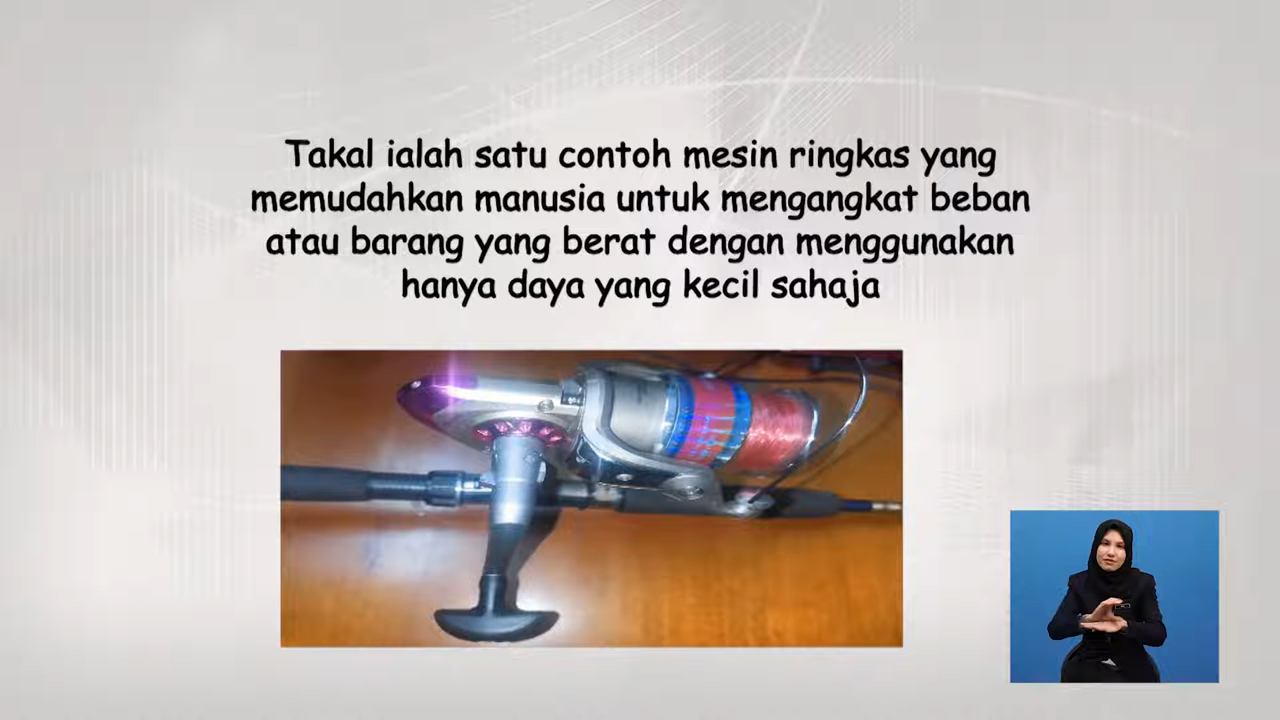 Takal ialah satu contoh mesin ringkas yang
memudahkan manusia untuk mengangkat beban
atau barang yang berat dengan menggunakan
hanya daya yang kecil sahaja